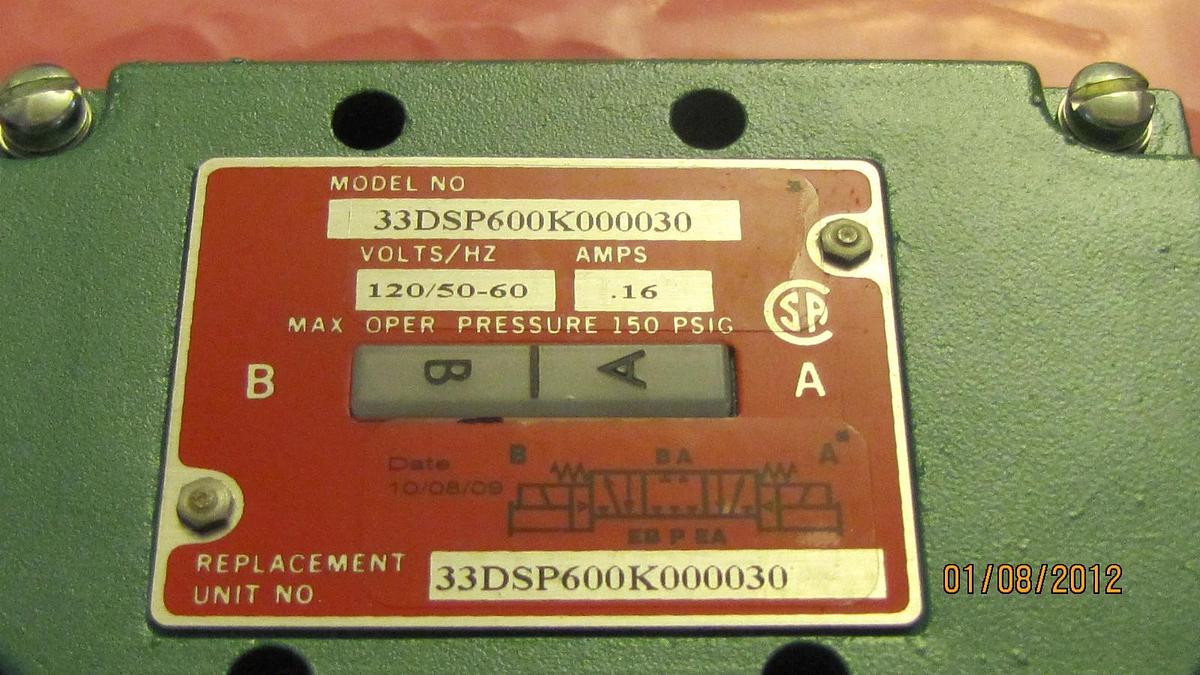 MODEL NO
33DSP600K000030
VOLTS/HZ AMPS
120/50-60 .16
MAX OPER PRESSURE 150 PSIG
SA
B B A A
Date B B A A
10/08/09
EB P EA
REPLACEMENT
UNIT NO. 33DSP600K000030
01/08/2012